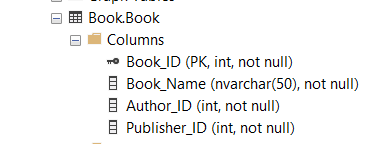 Book.Book
Columns
Book_ID (PK, int, not null)
Book_Name (nvarchar(50), not null)
Author_ID (int, not null)
Publisher_ID (int, not null)